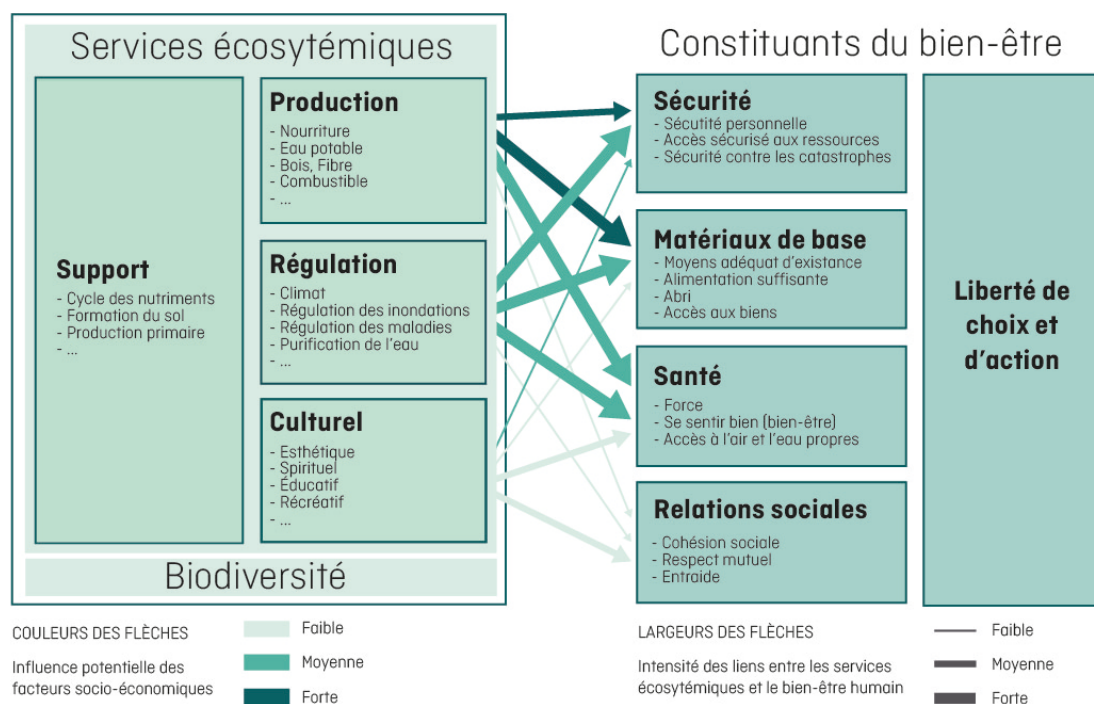 Services écosytémiques
Support
- Cycle des nutriments
- Formation du sol
- Production primaire
- ...
Production
- Nourriture
- Eau potable
- Bois, Fibre
- Combustible
- ...
Régulation
- Climat
- Régulation des inondations
- Régulation des maladies
- Purification de l'eau
- ...
Culturel
- Esthétique
- Spirituel
- Éducatif
- Récréatif
- ...
Biodiversité
Constituants du bien-être
Sécurité
- Sécutité personnelle
- Accès sécurisé aux ressources
- Sécurité contre les catastrophes
Matériaux de base
- Moyens adéquat d'existance
- Alimentation suffisante
- Abri
- Accès aux biens
Santé
- Force
- Se sentir bien (bien-être)
- Accès à l'air et l'eau propres
Relations sociales
- Cohésion sociale
- Respect mutuel
- Entraide
Liberté de
choix et
d'action
COULEURS DES FLÈCHES
Influence potentielle des
facteurs socio-économiques
Faible
Moyenne
Forte
LARGEURS DES FLÈCHES
Intensité des liens entre les services
écosytémiques et le bien-être humain
Faible
Moyenne
Forte